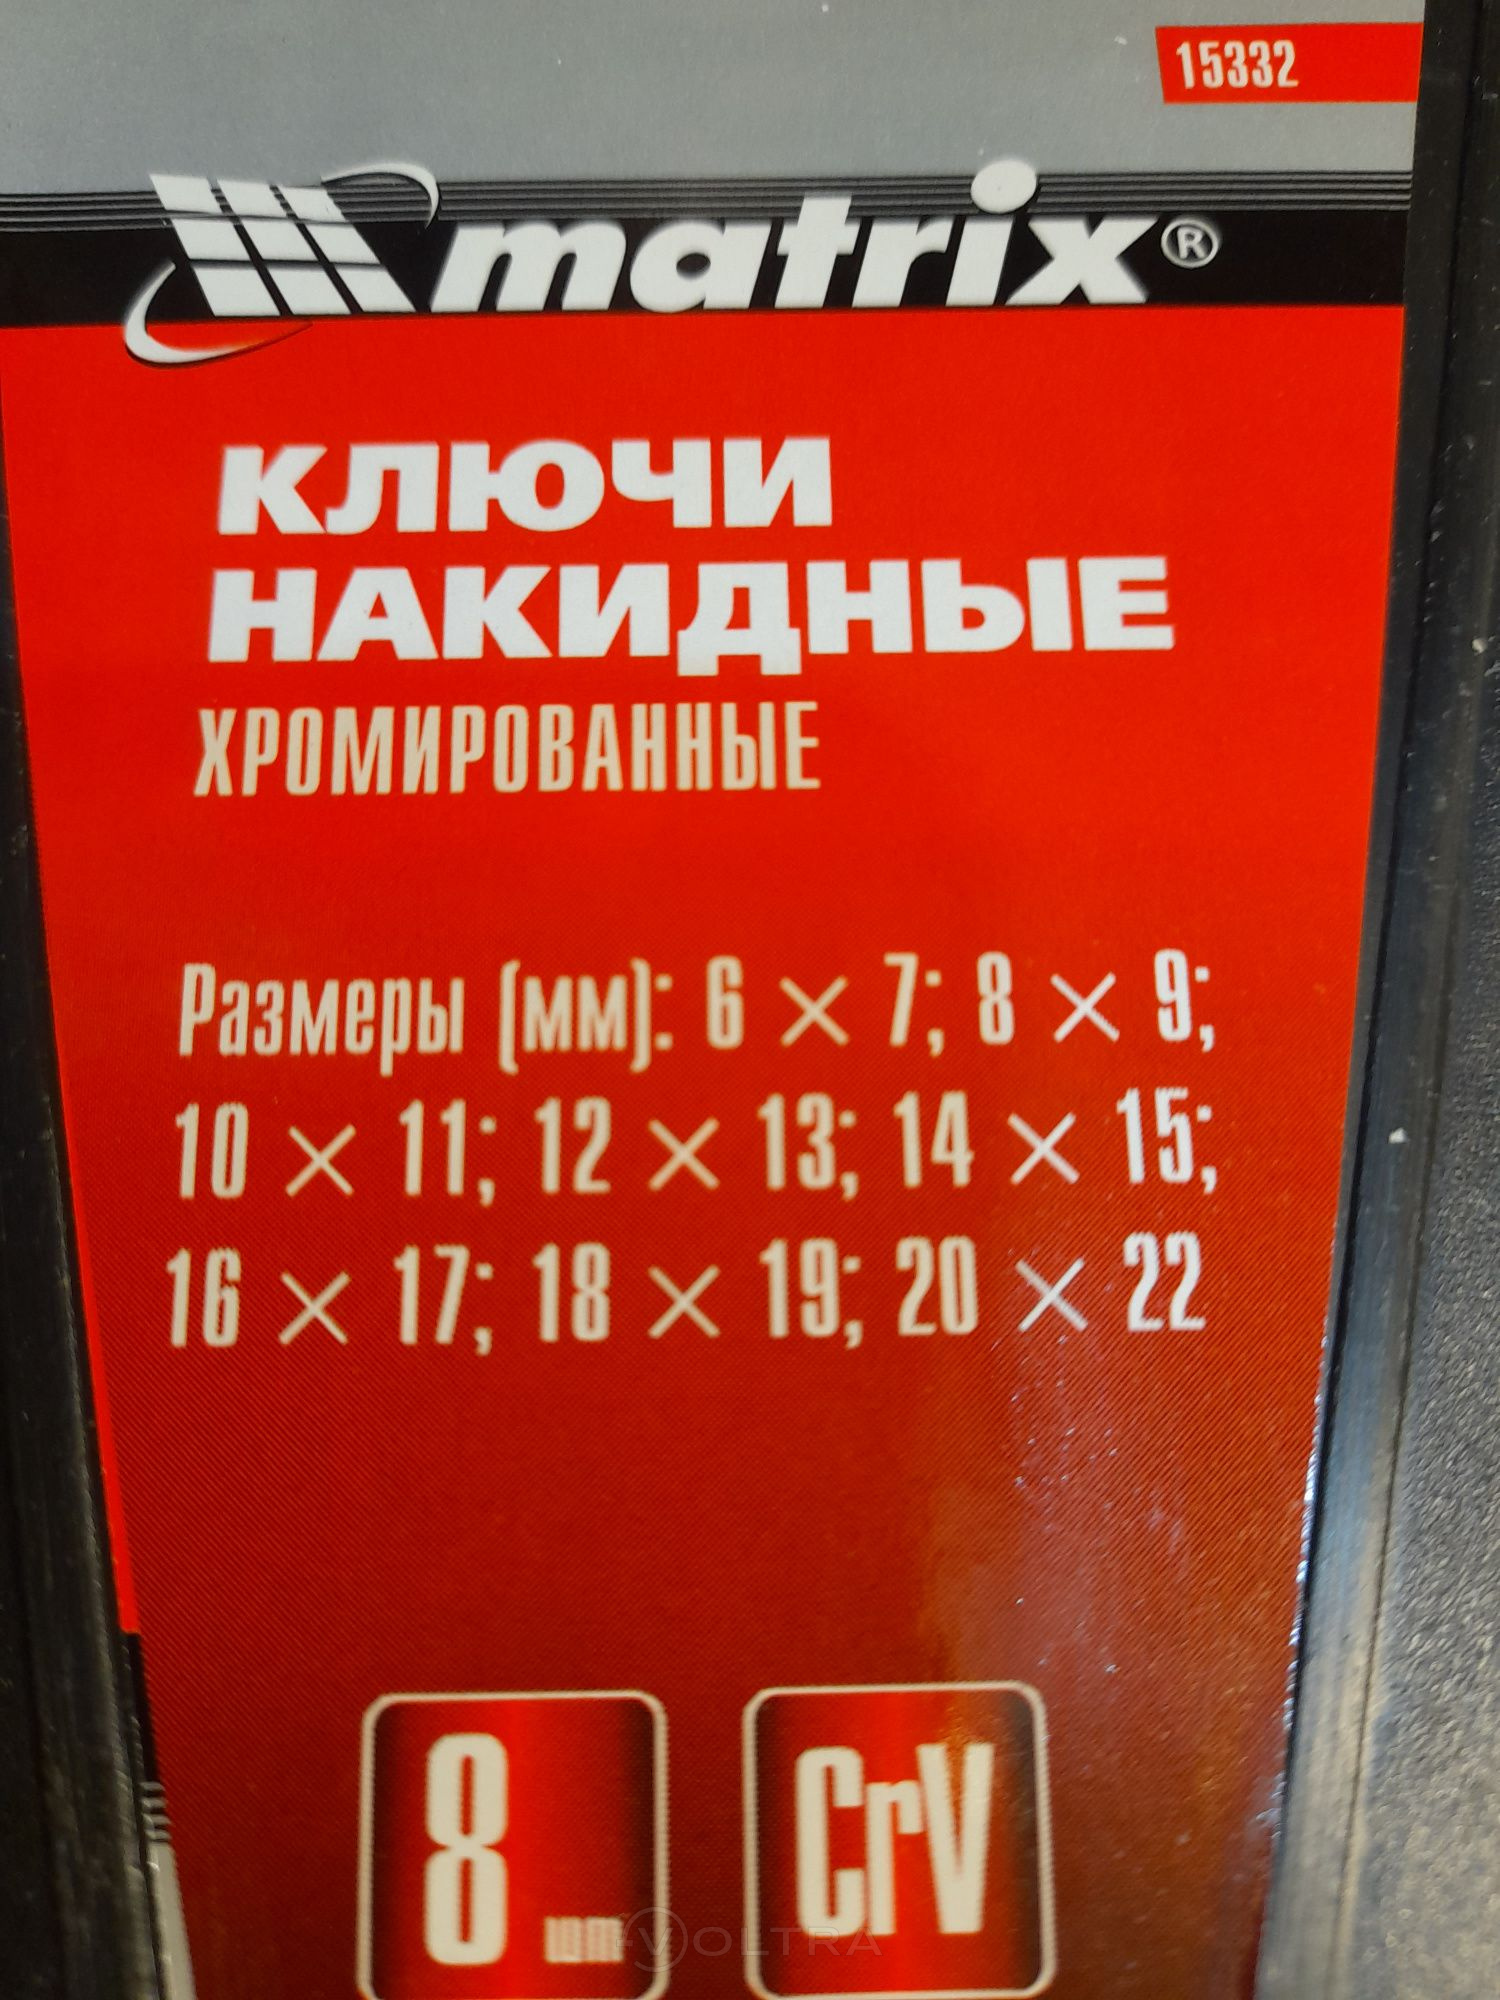 15332
matrix®
КЛЮЧИ
НАКИДНЫЕ
ХРОМИРОВАННЫЕ
Размеры (мм): 6 × 7; 8 × 9;
10 × 11; 12 × 13; 14 × 15;
16 × 17; 18 × 19; 20 × 22
8 шт CrV
VOLTRA